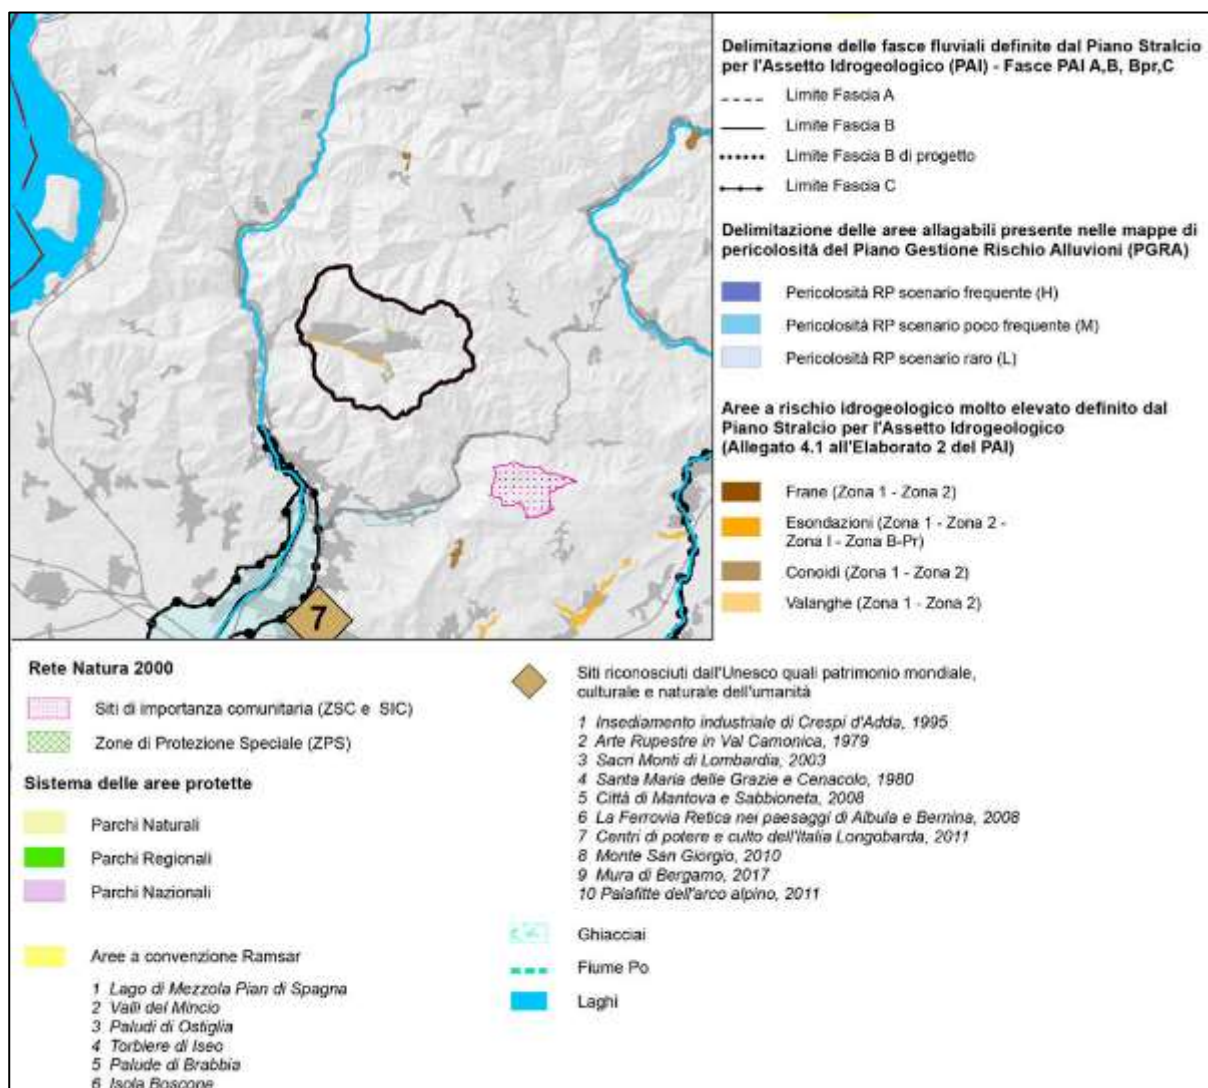 Delimitazione delle fasce fluviali definite dal Piano Stralcio
per l'Assetto Idrogeologico (PAI) - Fasce PAI A,B, Bpr,C
Limite Fascia A
Limite Fascia B
Limite Fascia B di progetto
Limite Fascia C
Delimitazione delle aree allagabili presente nelle mappe di
pericolosità del Piano Gestione Rischio Alluvioni (PGRA)
Pericolosità RP scenario frequente (H)
Pericolosità RP scenario poco frequente (M)
Pericolosità RP scenario raro (L)
Aree a rischio idrogeologico molto elevato definito dal
Piano Stralcio per l'Assetto Idrogeologico
(Allegato 4.1 all'Elaborato 2 del PAI)
Frane (Zona 1 - Zona 2)
Esondazioni (Zona 1 - Zona 2 -
Zona I - Zona B-Pr)
Conoidi (Zona 1 - Zona 2)
Valanghe (Zona 1 - Zona 2)
7
Rete Natura 2000
Siti di importanza comunitaria (ZSC e SIC)
Zone di Protezione Speciale (ZPS)
Sistema delle aree protette
Parchi Naturali
Parchi Regionali
Parchi Nazionali
Aree a convenzione Ramsar
1 Lago di Mezzola Pian di Spagna
2 Valli del Mincio
3 Paludi di Ostiglia
4 Torbiere di Iseo
5 Palude di Brabbia
6 Isola Boscone
Siti riconosciuti dall'Unesco quali patrimonio mondiale,
culturale e naturale dell'umanità
1 Insediamento industriale di Crespi d'Adda, 1995
2 Arte Rupestre in Val Camonica, 1979
3 Sacri Monti di Lombardia, 2003
4 Santa Maria delle Grazie e Cenacolo, 1980
5 Città di Mantova e Sabbioneta, 2008
6 La Ferrovia Retica nei paesaggi di Albula e Bernina, 2008
7 Centri di potere e culto dell'Italia Longobarda, 2011
8 Monte San Giorgio, 2010
9 Mura di Bergamo, 2017
10 Palafitte dell'arco alpino, 2011
Ghiacciai
Fiume Po
Laghi